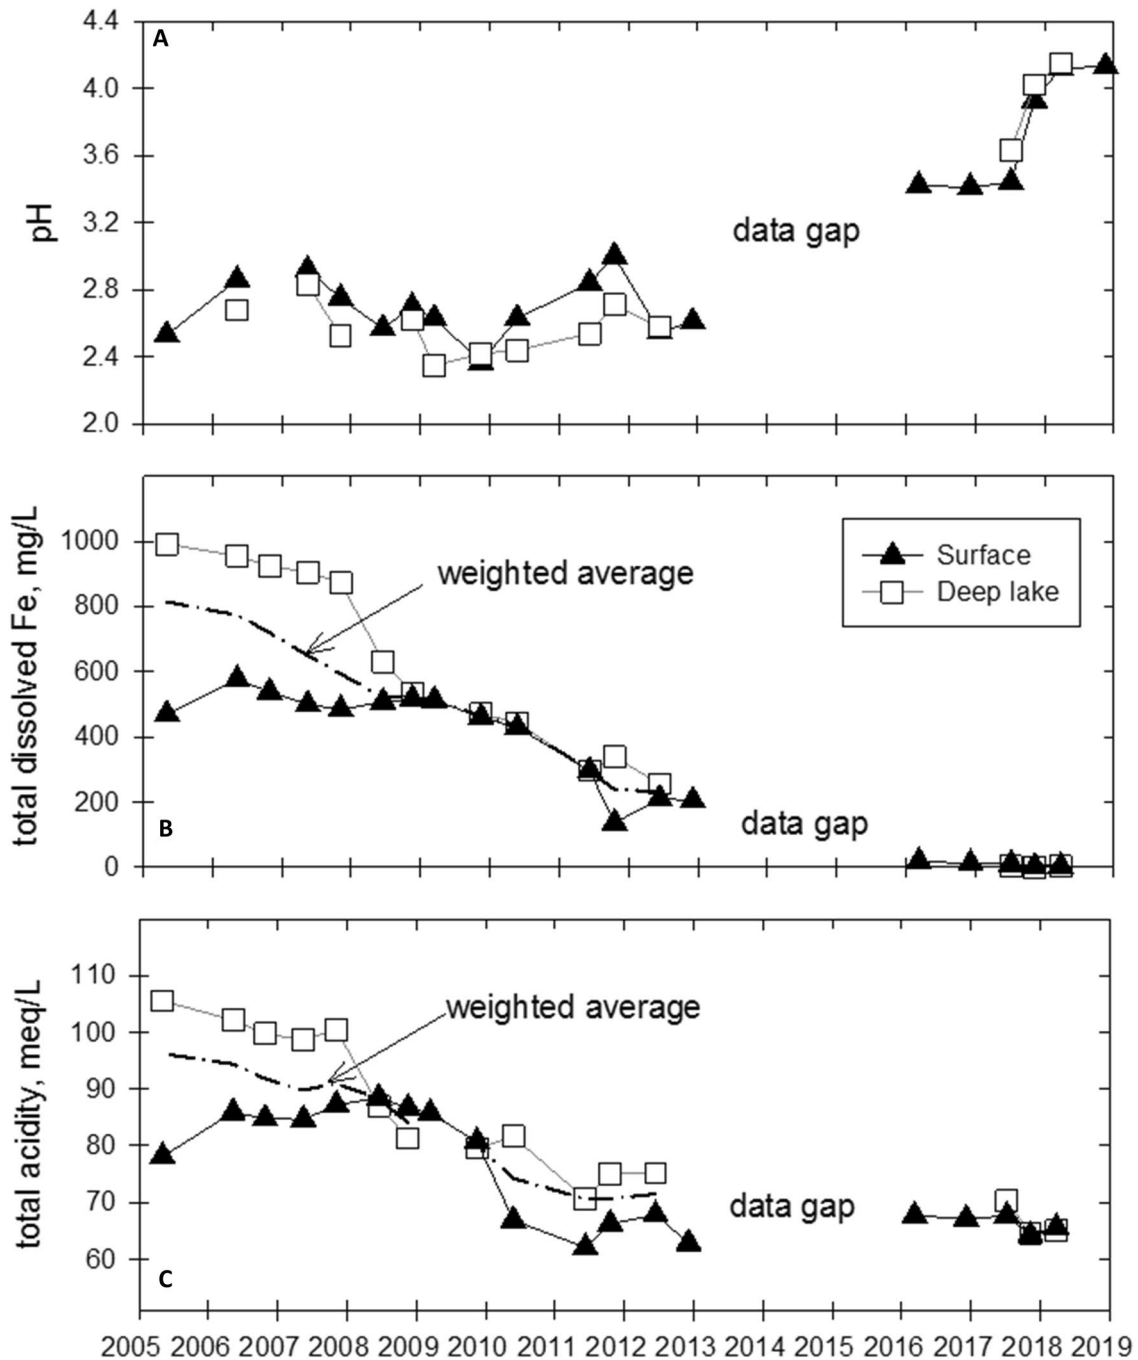 A
4.4
4.0
3.6
3.2
2.8
2.4
2.0
pH
data gap
1000
800
600
400
200
0
total dissolved Fe, mg/L
weighted average
Surface
Deep lake
data gap
B
110
100
90
80
70
60
total acidity, meq/L
weighted average
data gap
C
2005 2006 2007 2008 2009 2010 2011 2012 2013 2014 2015 2016 2017 2018 2019